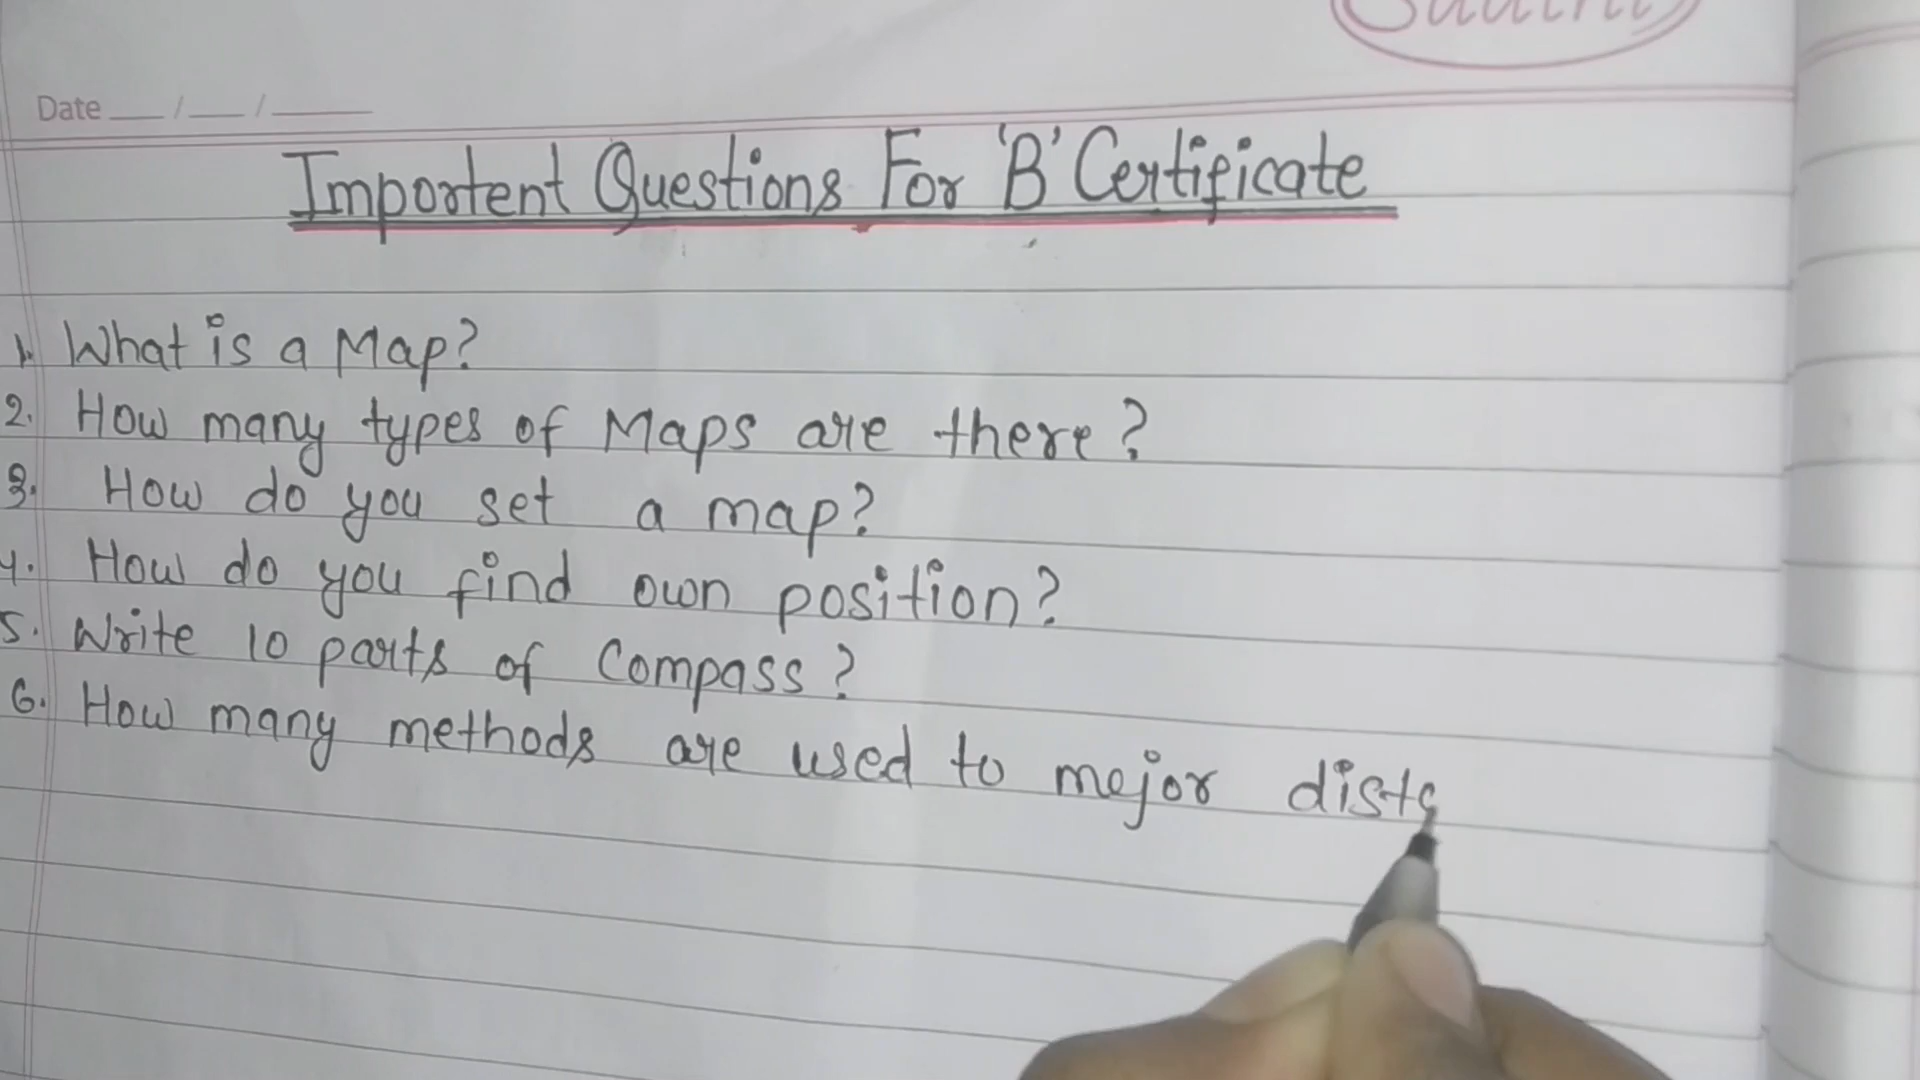 Date __/__/____
Importent Questions For 'B' Certificate
1. What is a Map?
2. How many types of Maps are there?
3. How do you set a map?
4. How do you find own position?
5. Write 10 parts of Compass?
6. How many methods are used to mejor dista